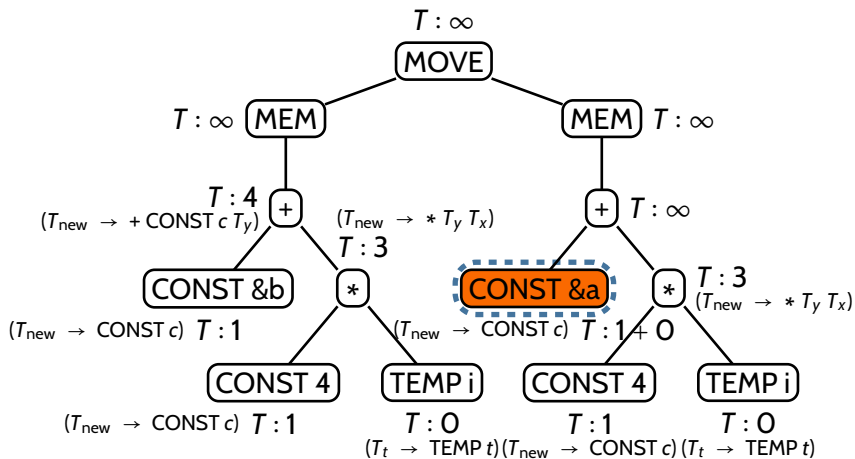 T : ∞
MOVE
T : ∞ MEM MEM T : ∞
T : 4
(Tnew → + CONST c Ty) + (Tnew → * Ty Tx) + T : ∞
T : 3
CONST &b * CONST &a * T : 3
(Tnew → * Ty Tx)
(Tnew → CONST c) T : 1 (Tnew → CONST c) T : 1 + 0
CONST 4 TEMP i CONST 4 TEMP i
(Tnew → CONST c) T : 1 T : 0 T : 1 T : 0
(Tt → TEMP t) (Tnew → CONST c) (Tt → TEMP t)